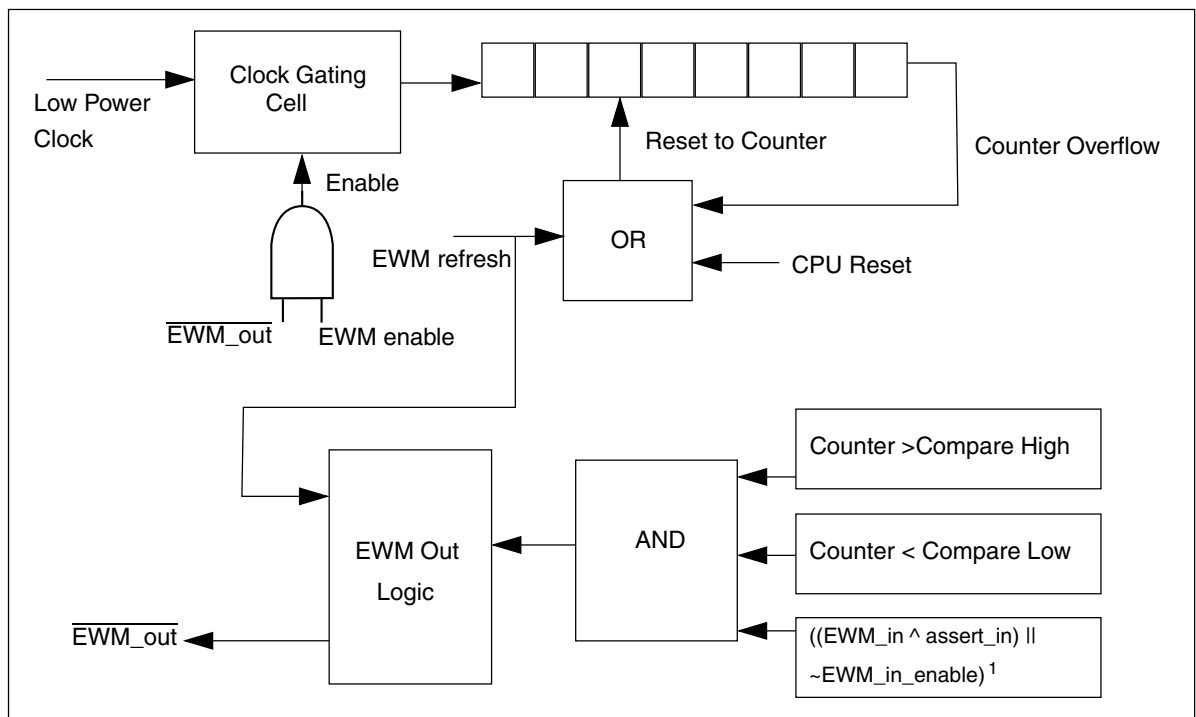 Clock Gating
Cell
Low Power
Clock
Reset to Counter
Counter Overflow
Enable
OR
EWM refresh
CPU Reset
EWM_out
EWM enable
Counter >Compare High
AND
EWM Out
Logic
Counter < Compare Low
EWM_out
((EWM_in ^ assert_in) ||
~EWM_in_enable) 1